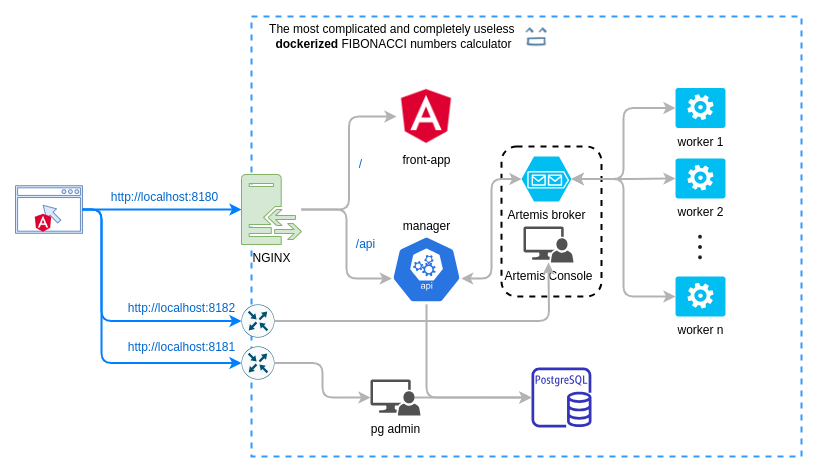 The most complicated and completely useless
dockerized FIBONACCI numbers calculator
http://localhost:8180
NGINX
/
/api
front-app
manager
api
Artemis broker
Artemis Console
worker 1
worker 2
worker n
http://localhost:8182
http://localhost:8181
pg admin
PostgreSQL